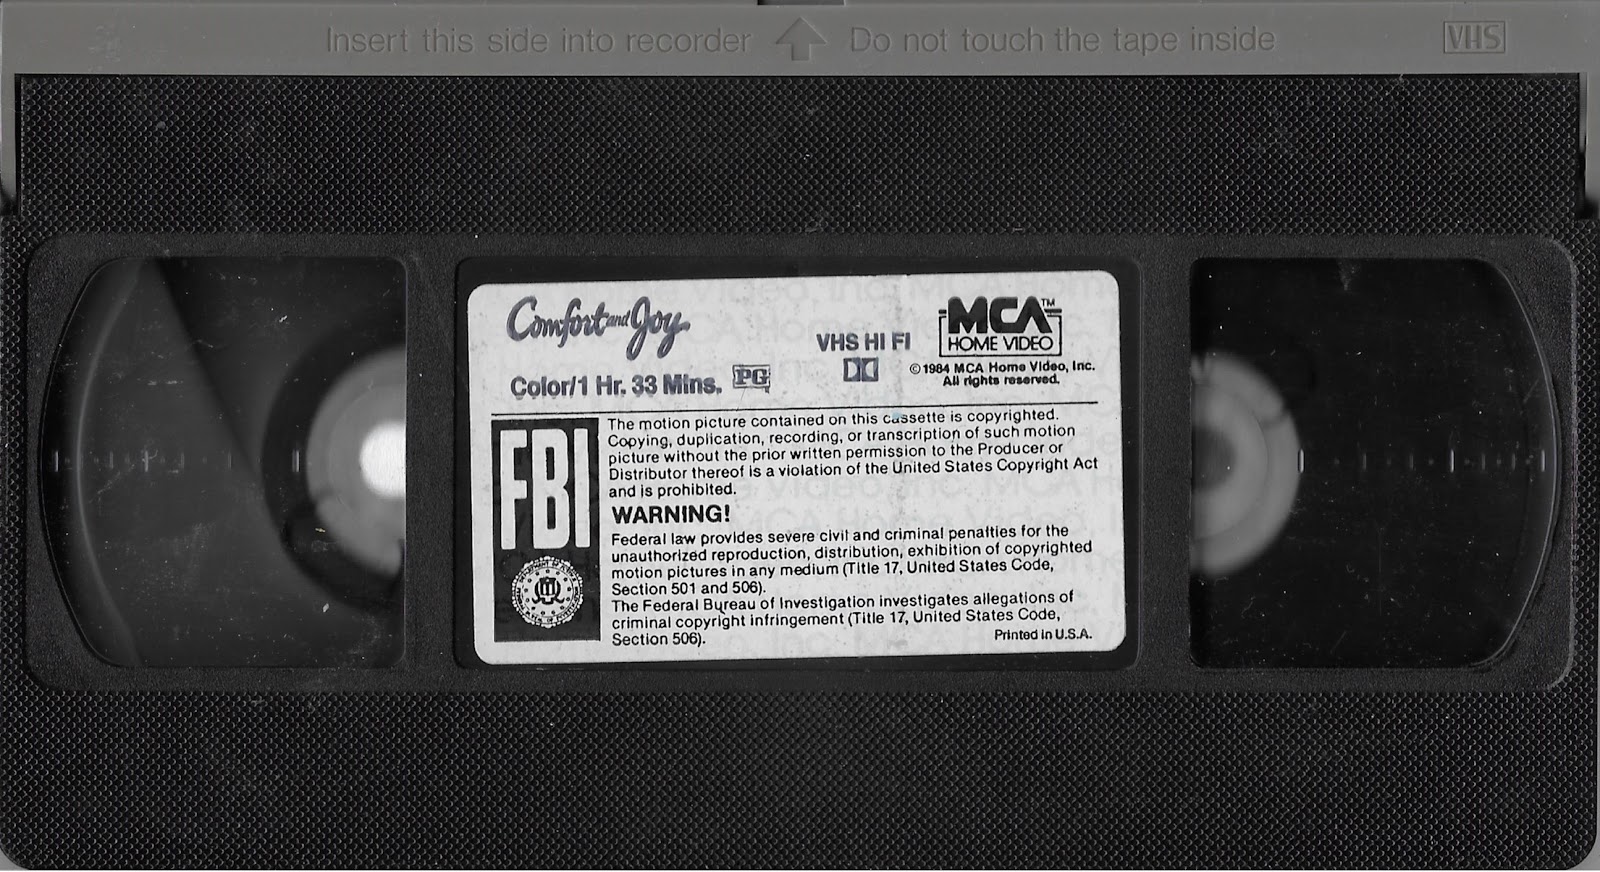 Insert this side into recorder Do not touch the tape inside VHS
Comfort and Joy
Color/1 Hr. 33 Mins. PG
VHS HI FI
MCA™
HOME VIDEO
©1984 MCA Home Video, Inc.
All rights reserved.
FBI
The motion picture contained on this cassette is copyrighted.
Copying, duplication, recording, or transcription of such motion
picture without the prior written permission to the Producer or
Distributor thereof is a violation of the United States Copyright Act
and is prohibited.
WARNING!
Federal law provides severe civil and criminal penalties for the
unauthorized reproduction, distribution, exhibition of copyrighted
motion pictures in any medium (Title 17, United States Code,
Section 501 and 506).
The Federal Bureau of Investigation investigates allegations of
criminal copyright infringement (Title 17, United States Code,
Section 506).
Printed in U.S.A.